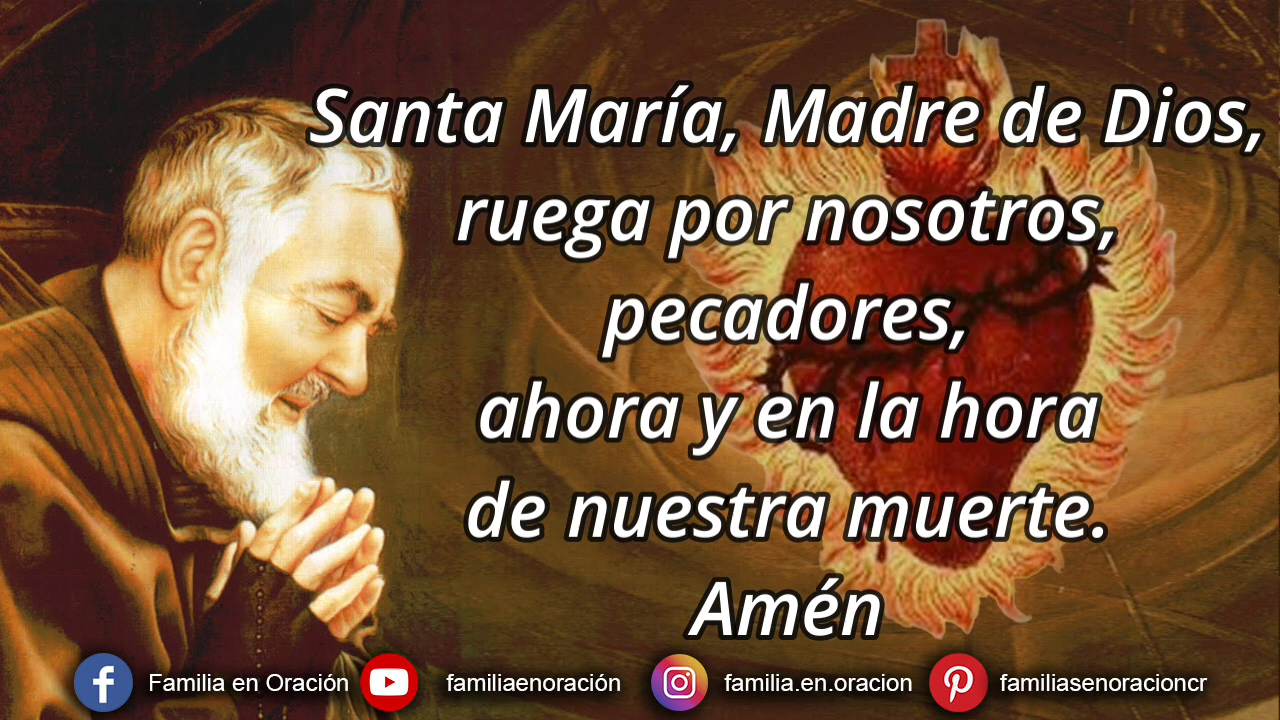 Santa María, Madre de Dios,
ruega por nosotros,
pecadores,
ahora y en la hora
de nuestra muerte.
Amén
Familia en Oración familiaenoración familia.en.oracion familiasenoracioncr